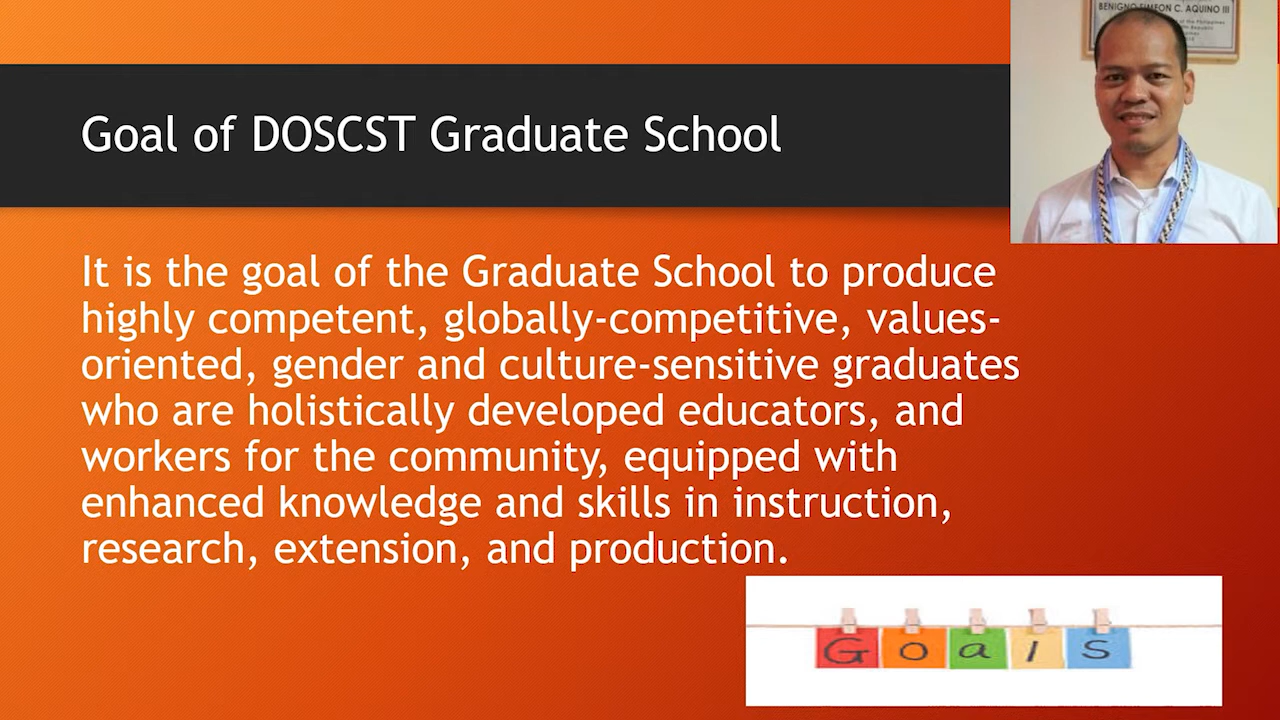 BENIGNO SIMEON C. AQUINO III
Goal of DOSCST Graduate School
It is the goal of the Graduate School to produce
highly competent, globally-competitive, values-
oriented, gender and culture-sensitive graduates
who are holistically developed educators, and
workers for the community, equipped with
enhanced knowledge and skills in instruction,
research, extension, and production.
Goals